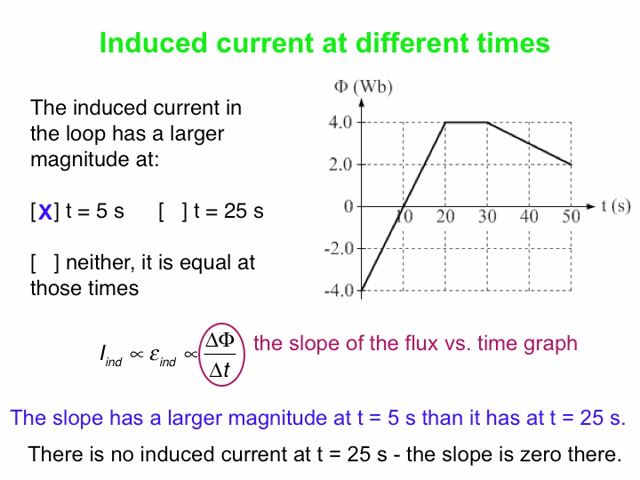 Induced current at different times
The induced current in
the loop has a larger
magnitude at:
[X] t = 5 s [ ] t = 25 s
[ ] neither, it is equal at
those times
Φ (Wb)
4.0
2.0
0
-2.0
-4.0
10 20 30 40 50 t (s)
I_ind ∝ ε_ind ∝ ΔΦ/Δt the slope of the flux vs. time graph
The slope has a larger magnitude at t = 5 s than it has at t = 25 s.
There is no induced current at t = 25 s - the slope is zero there.